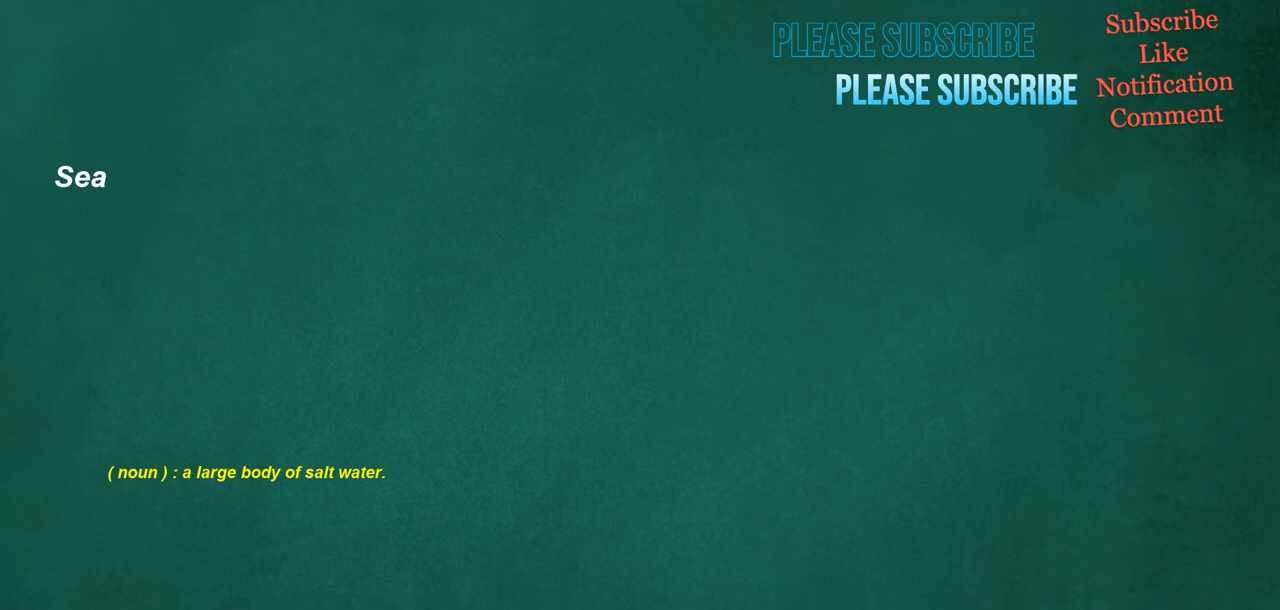 PLEASE SUBSCRIBE
PLEASE SUBSCRIBE
Subscribe
Like
Notification
Comment
Sea
( noun ) : a large body of salt water.